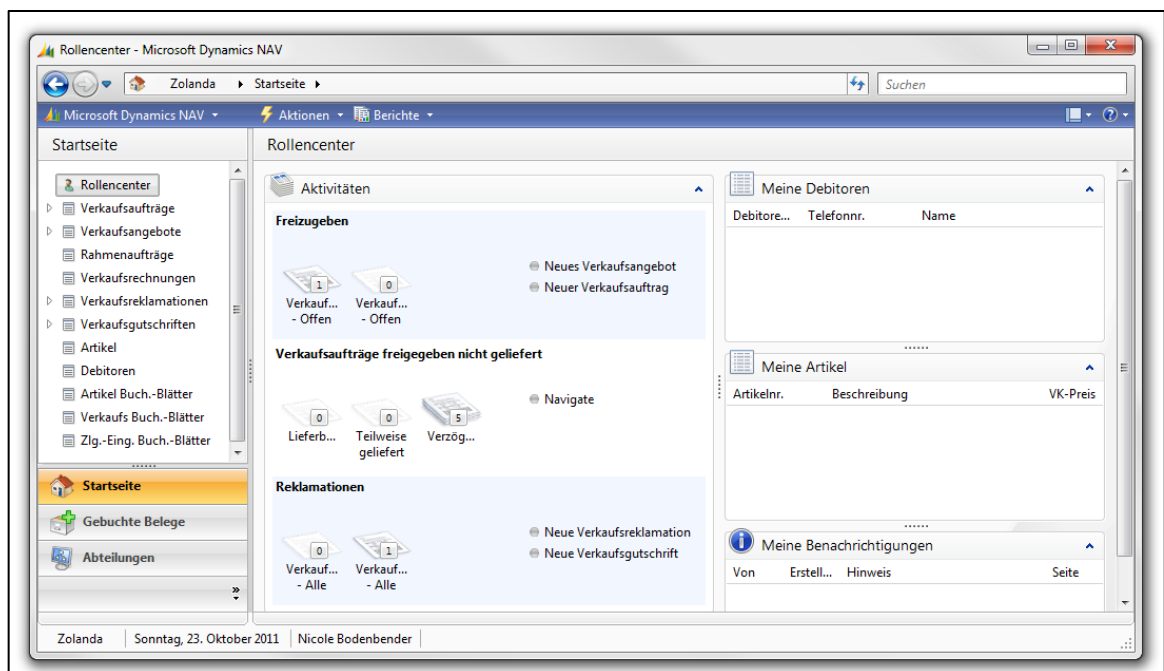 Rollencenter - Microsoft Dynamics NAV
Zolanda Startseite
Suchen
Microsoft Dynamics NAV Aktionen Berichte
Startseite
Rollencenter
Verkaufsaufträge
Verkaufsangebote
Rahmenaufträge
Verkaufsrechnungen
Verkaufsreklamationen
Verkaufsgutschriften
Artikel
Debitoren
Artikel Buch.-Blätter
Verkaufs Buch.-Blätter
Zlg.-Eing. Buch.-Blätter
Startseite
Gebuchte Belege
Abteilungen
Rollencenter
Aktivitäten
Freizugeben
1 0
Verkauf... Verkauf...
- Offen - Offen
Neues Verkaufsangebot
Neuer Verkaufsauftrag
Verkaufsaufträge freigegeben nicht geliefert
0 0 5
Lieferb... Teilweise Verzög...
geliefert
Navigate
Reklamationen
0 1
Verkauf... Verkauf...
- Alle - Alle
Neue Verkaufsreklamation
Neue Verkaufsgutschrift
Meine Debitoren
Debitore... Telefonnr. Name
Meine Artikel
Artikelnr. Beschreibung VK-Preis
Meine Benachrichtigungen
Von Erstell... Hinweis Seite
Zolanda Sonntag, 23. Oktober 2011 Nicole Bodenbender